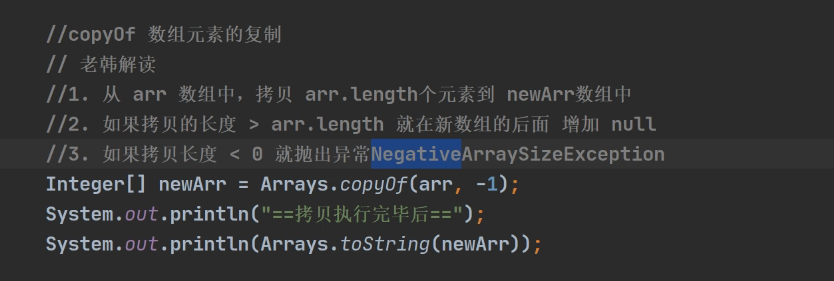 //copyOf 数组元素的复制
// 老韩解读
//1. 从 arr 数组中，拷贝 arr.length个元素到 newArr数组中
//2. 如果拷贝的长度 > arr.length 就在新数组的后面 增加 null
//3. 如果拷贝长度 < 0 就抛出异常NegativeArraySizeException
Integer[] newArr = Arrays.copyOf(arr, -1);
System.out.println("==拷贝执行完毕后==");
System.out.println(Arrays.toString(newArr));